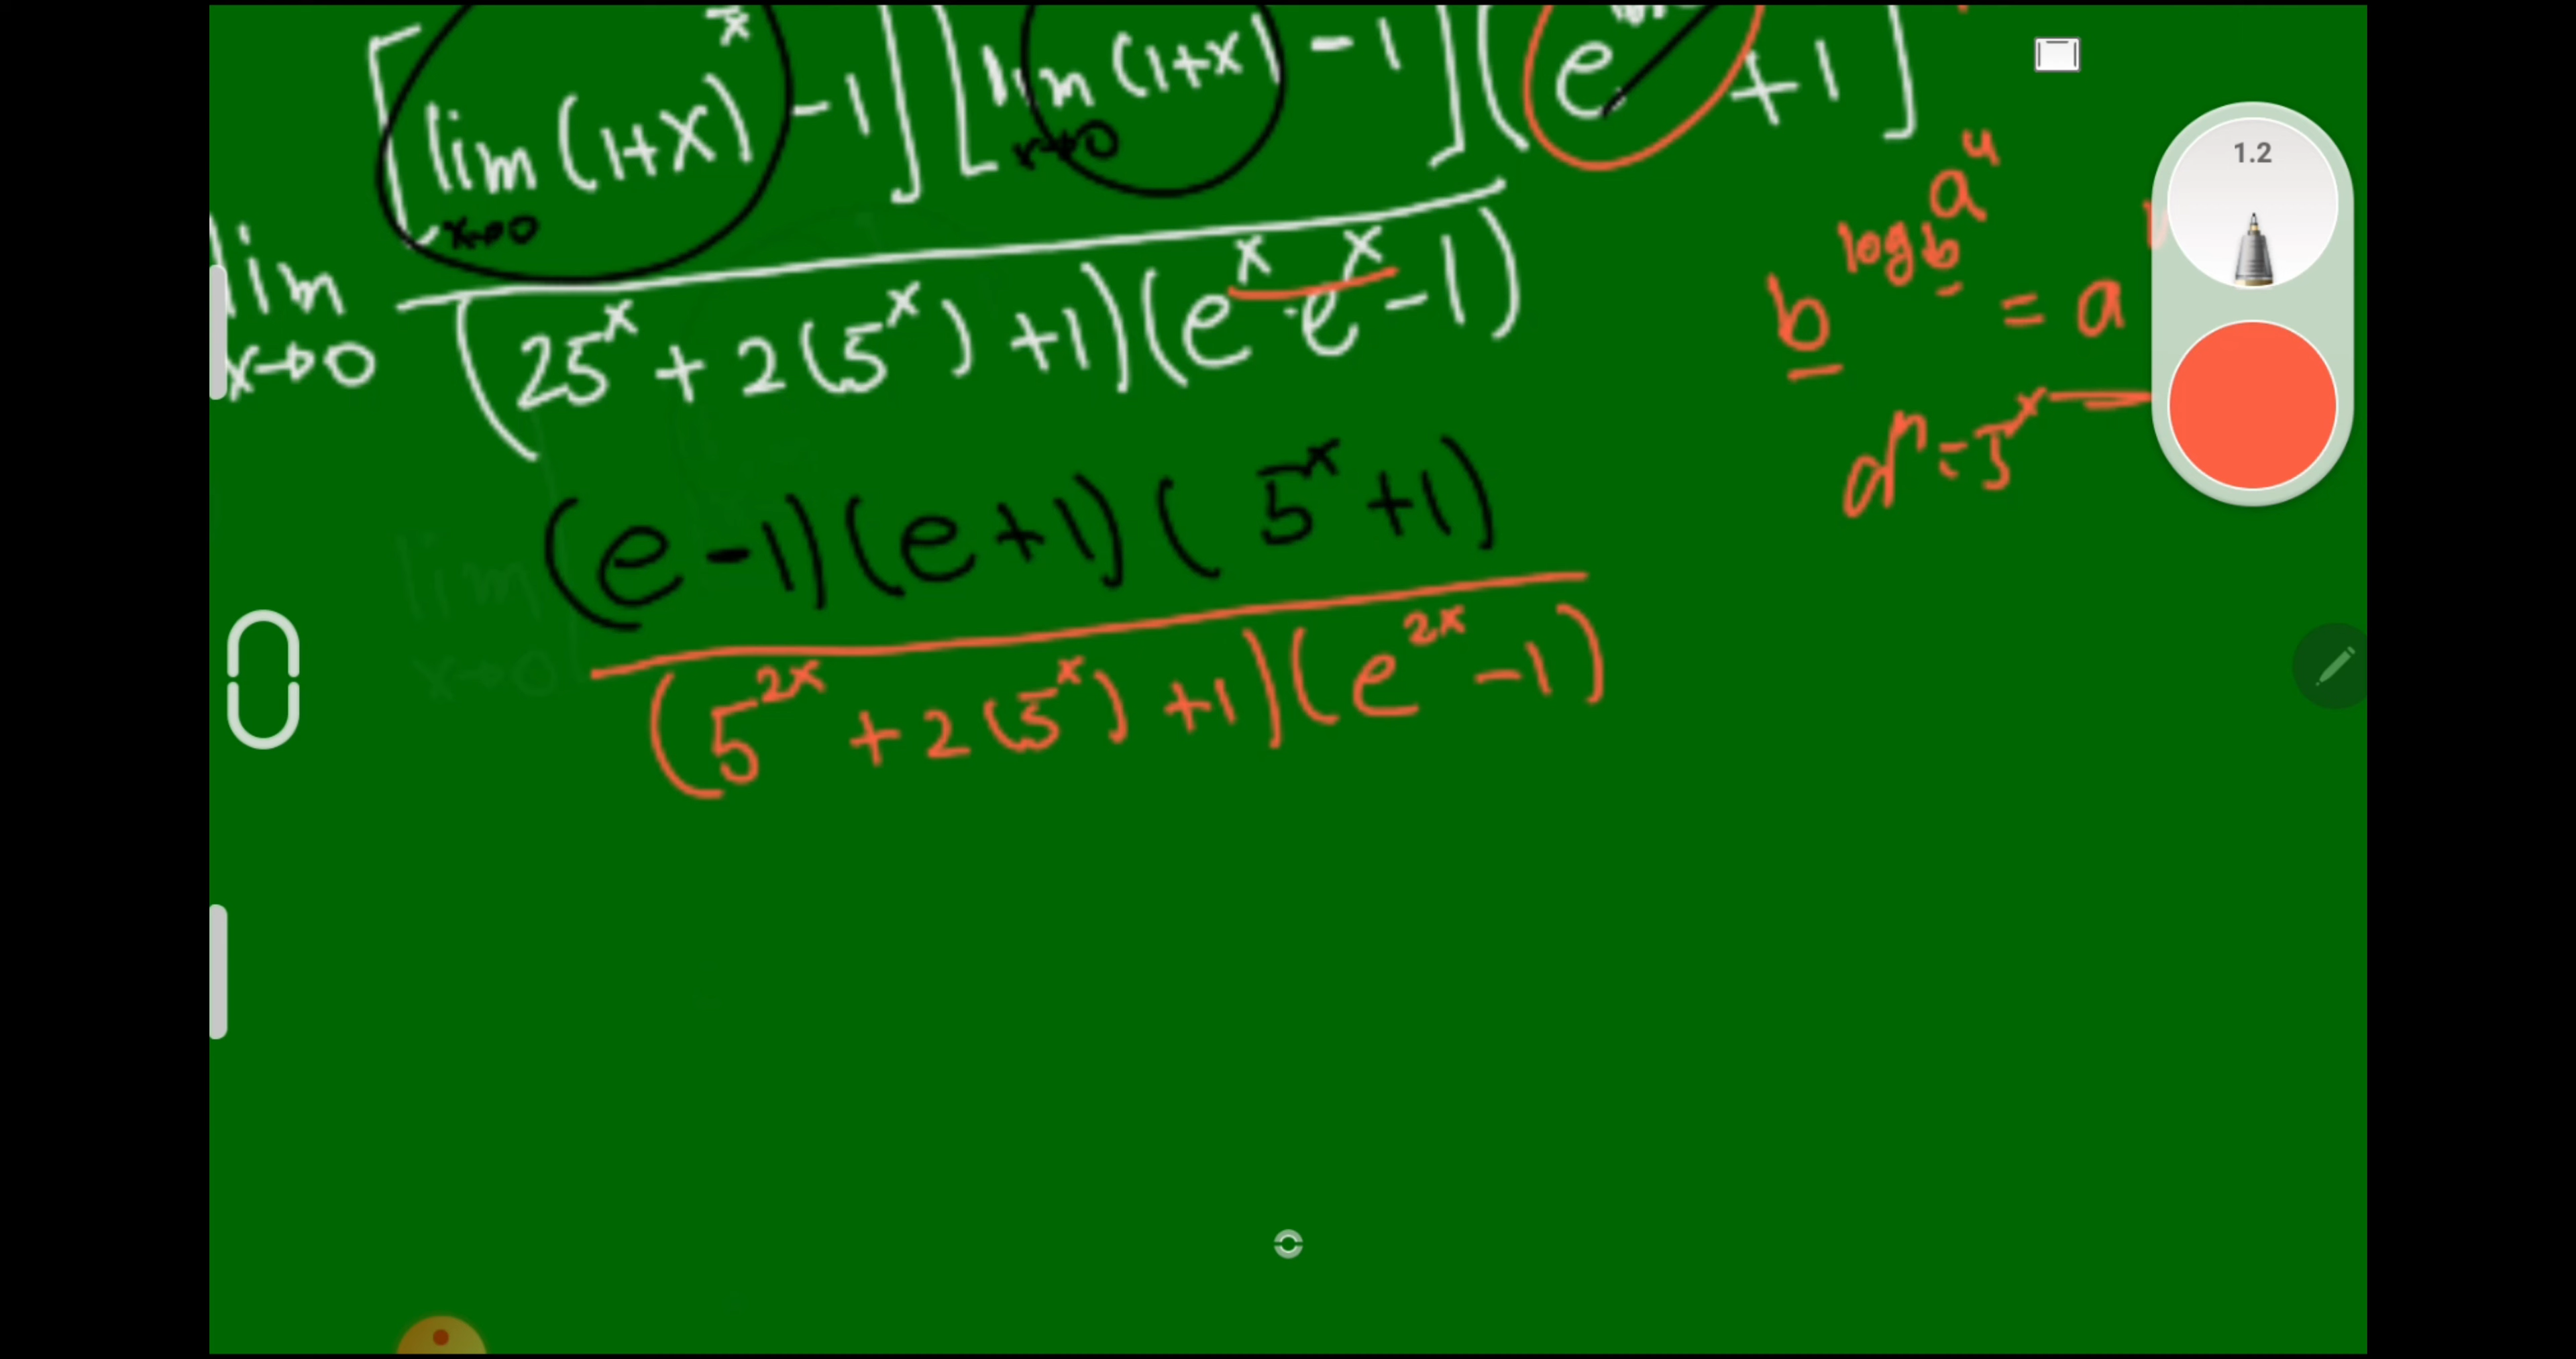 [lim (1+x)^x - 1] [lim (1+x) - 1] (e + 1]
x→0 x→0
lim
x→0
(25^x + 2(5^x) +1)(e^x · e^x - 1)
(e-1)(e+1)(5^x +1)
(5^2x + 2(5^x) +1)(e^2x - 1)
b^log_b a^4 = a
a^n = 5^x
1.2